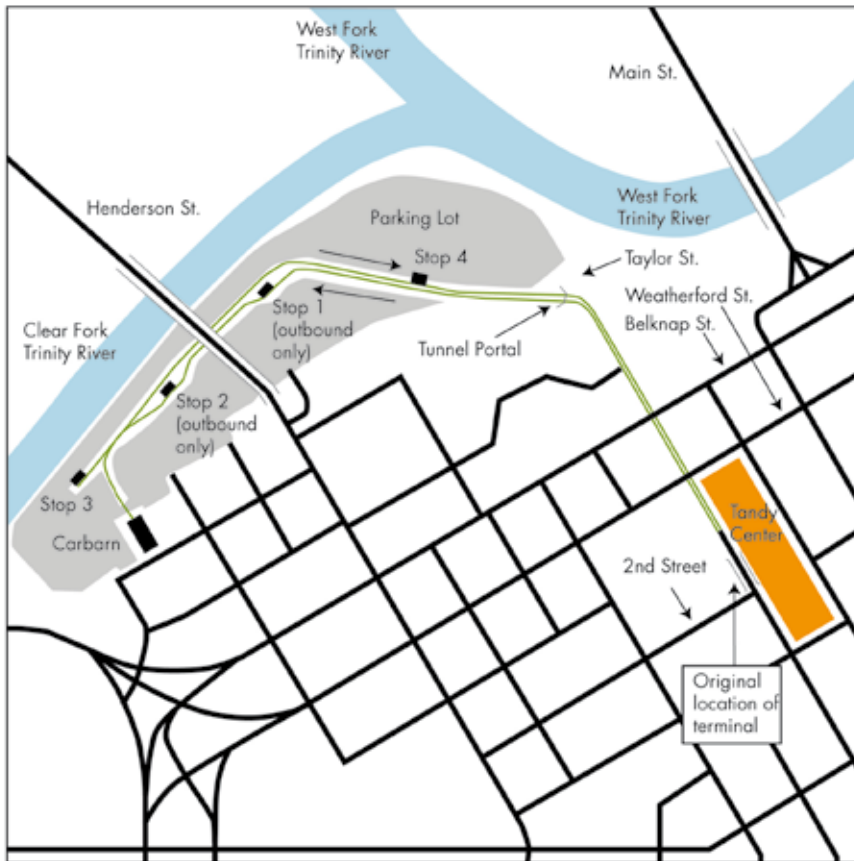 West Fork
Trinity River
Main St.
Henderson St.
Parking Lot
West Fork
Trinity River
Stop 4
Taylor St.
Weatherford St.
Belknap St.
Stop 1
(outbound
only)
Clear Fork
Trinity River
Tunnel Portal
Stop 2
(outbound
only)
Stop 3
Carbarn
Tandy
Center
2nd Street
Original
location of
terminal